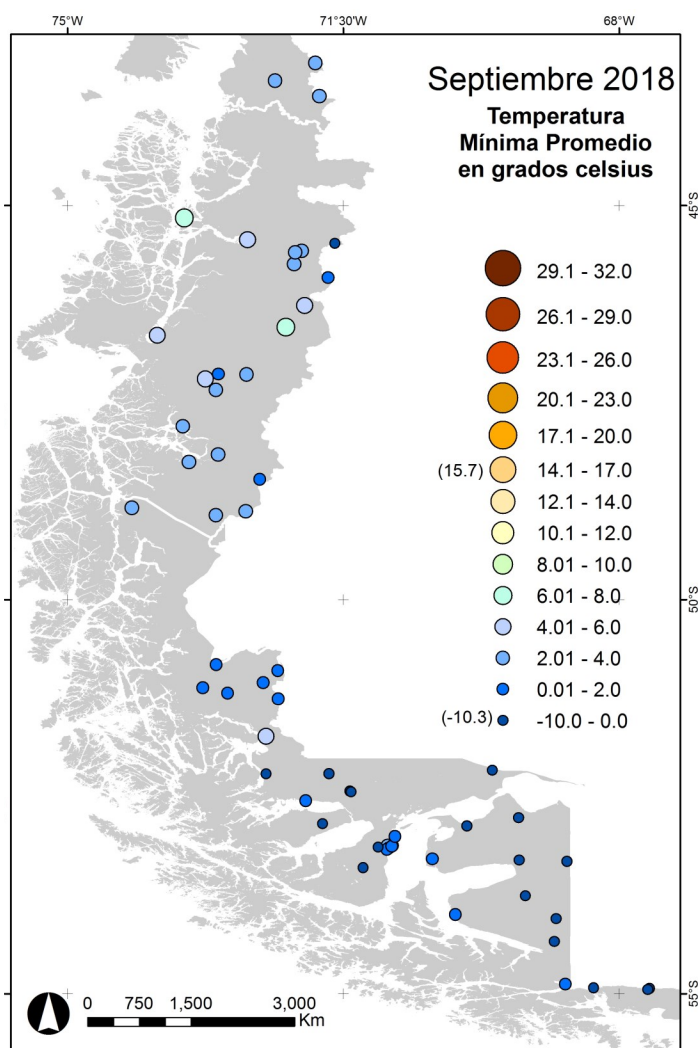 75°W 71°30'W 68°W
Septiembre 2018
Temperatura
Mínima Promedio
en grados celsius
45°S
29.1 - 32.0
26.1 - 29.0
23.1 - 26.0
20.1 - 23.0
17.1 - 20.0
(15.7) 14.1 - 17.0
12.1 - 14.0
10.1 - 12.0
8.01 - 10.0
6.01 - 8.0
50°S
4.01 - 6.0
2.01 - 4.0
0.01 - 2.0
(-10.3) -10.0 - 0.0
55°S
0 750 1,500 3,000
Km